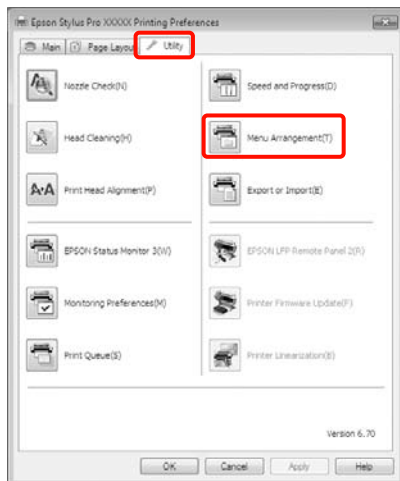 Epson Stylus Pro XXXXX Printing Preferences
Main
Page Layou
Utility
Nozzle Check(N)
Speed and Progress(D)
Head Cleaning(H)
Menu Arrangement(T)
Print Head Alignment(P)
Export or Import(E)
EPSON Status Monitor 3(W)
EPSON LFP Remote Panel 2(R)
Monitoring Preferences(M)
Printer Firmware Update(F)
Print Queue(S)
Printer Linearization(B)
Version 6.70
OK
Cancel
Apply
Help